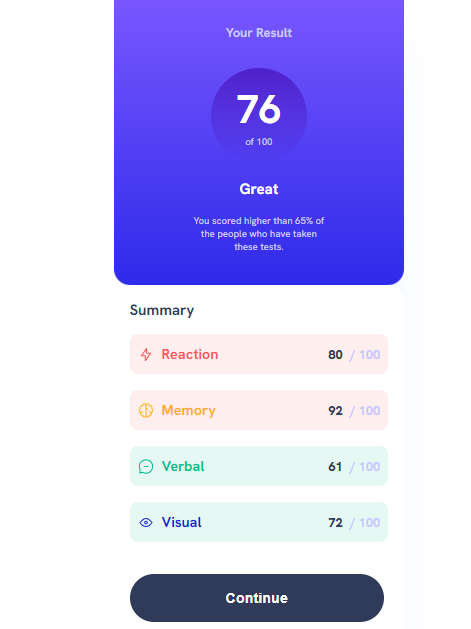 Your Result
76
of 100
Great
You scored higher than 65% of
the people who have taken
these tests.
Summary
Reaction 80 / 100
Memory 92 / 100
Verbal 61 / 100
Visual 72 / 100
Continue